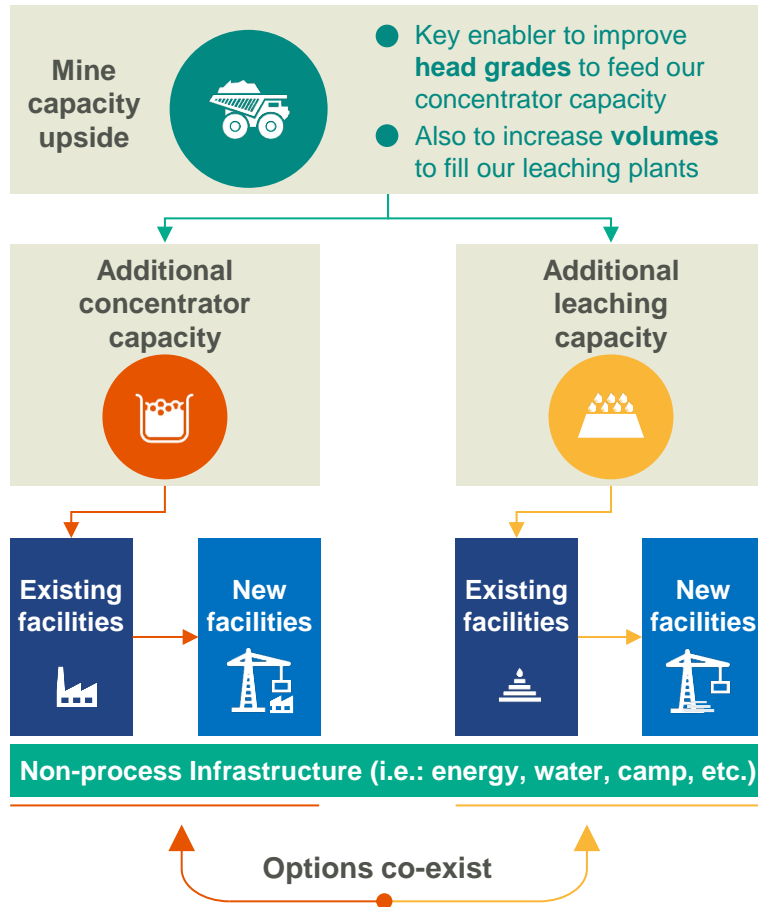 Mine
capacity
upside
Key enabler to improve
head grades to feed our
concentrator capacity
Also to increase volumes
to fill our leaching plants
Additional
concentrator
capacity
Additional
leaching
capacity
Existing
facilities
New
facilities
Existing
facilities
New
facilities
Non-process Infrastructure (i.e.: energy, water, camp, etc.)
Options co-exist